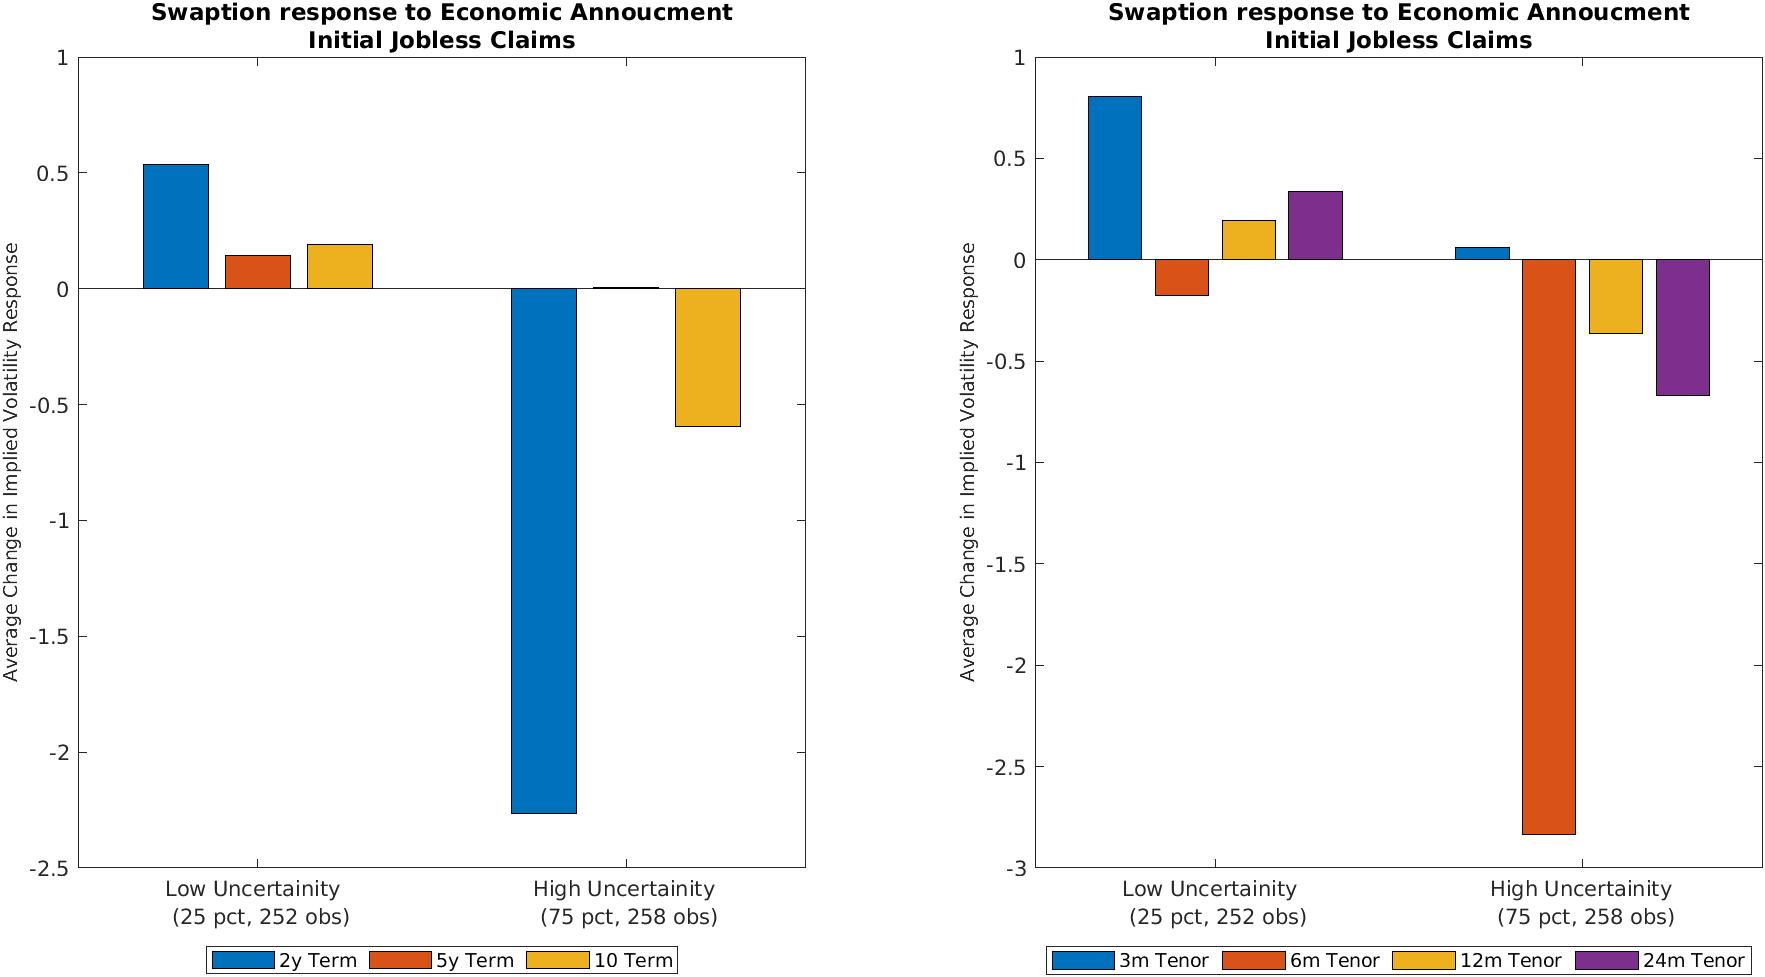 Swaption response to Economic Annoucment
Initial Jobless Claims
Average Change in Implied Volatility Response
1
0.5
0
-0.5
-1
-1.5
-2
-2.5
Low Uncertainity
(25 pct, 252 obs)
High Uncertainity
(75 pct, 258 obs)
2y Term
5y Term
10 Term
Swaption response to Economic Annoucment
Initial Jobless Claims
Average Change in Implied Volatility Response
1
0.5
0
-0.5
-1
-1.5
-2
-2.5
-3
Low Uncertainity
(25 pct, 252 obs)
High Uncertainity
(75 pct, 258 obs)
3m Tenor
6m Tenor
12m Tenor
24m Tenor